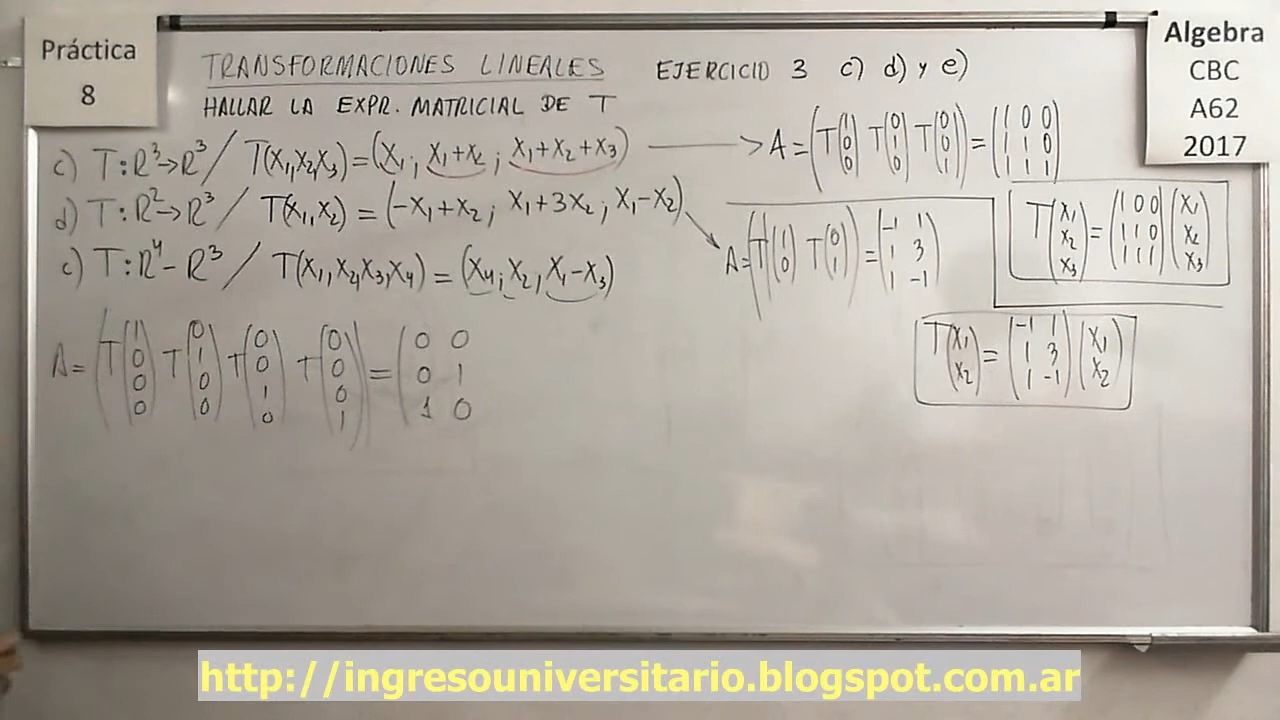 Práctica
8
TRANSFORMACIONES LINEALES EJERCICIO 3 c) d) y e)
HALLAR LA EXPR. MATRICIAL DE T
Algebra
CBC
A62
2017
c) T: R³→R³ / T(x₁,x₂,x₃) = (x₁; x₁+x₂; x₁+x₂+x₃) → A = (T(1 0 0) T(0 1 0) T(0 0 1)) = (1 0 0
1 1 0
1 1 1)
T(x₁ x₂ x₃) = (1 0 0
1 1 0
1 1 1) (x₁ x₂ x₃)
d) T: R²→R³ / T(x₁,x₂) = (-x₁+x₂; x₁+3x₂; x₁-x₂)
A = (T(1 0) T(0 1)) = (-1 1
1 3
1 -1)
T(x₁ x₂) = (-1 1
1 3
1 -1) (x₁ x₂)
c) T: R⁴ - R³ / T(x₁,x₂,x₃,x₄) = (x₄; x₂, x₁-x₃)
A = (T(1 0 0 0) T(0 1 0 0) T(0 0 1 0) T(0 0 0 1)) = (0 0
0 1
1 0
http://ingresouniversitario.blogspot.com.ar